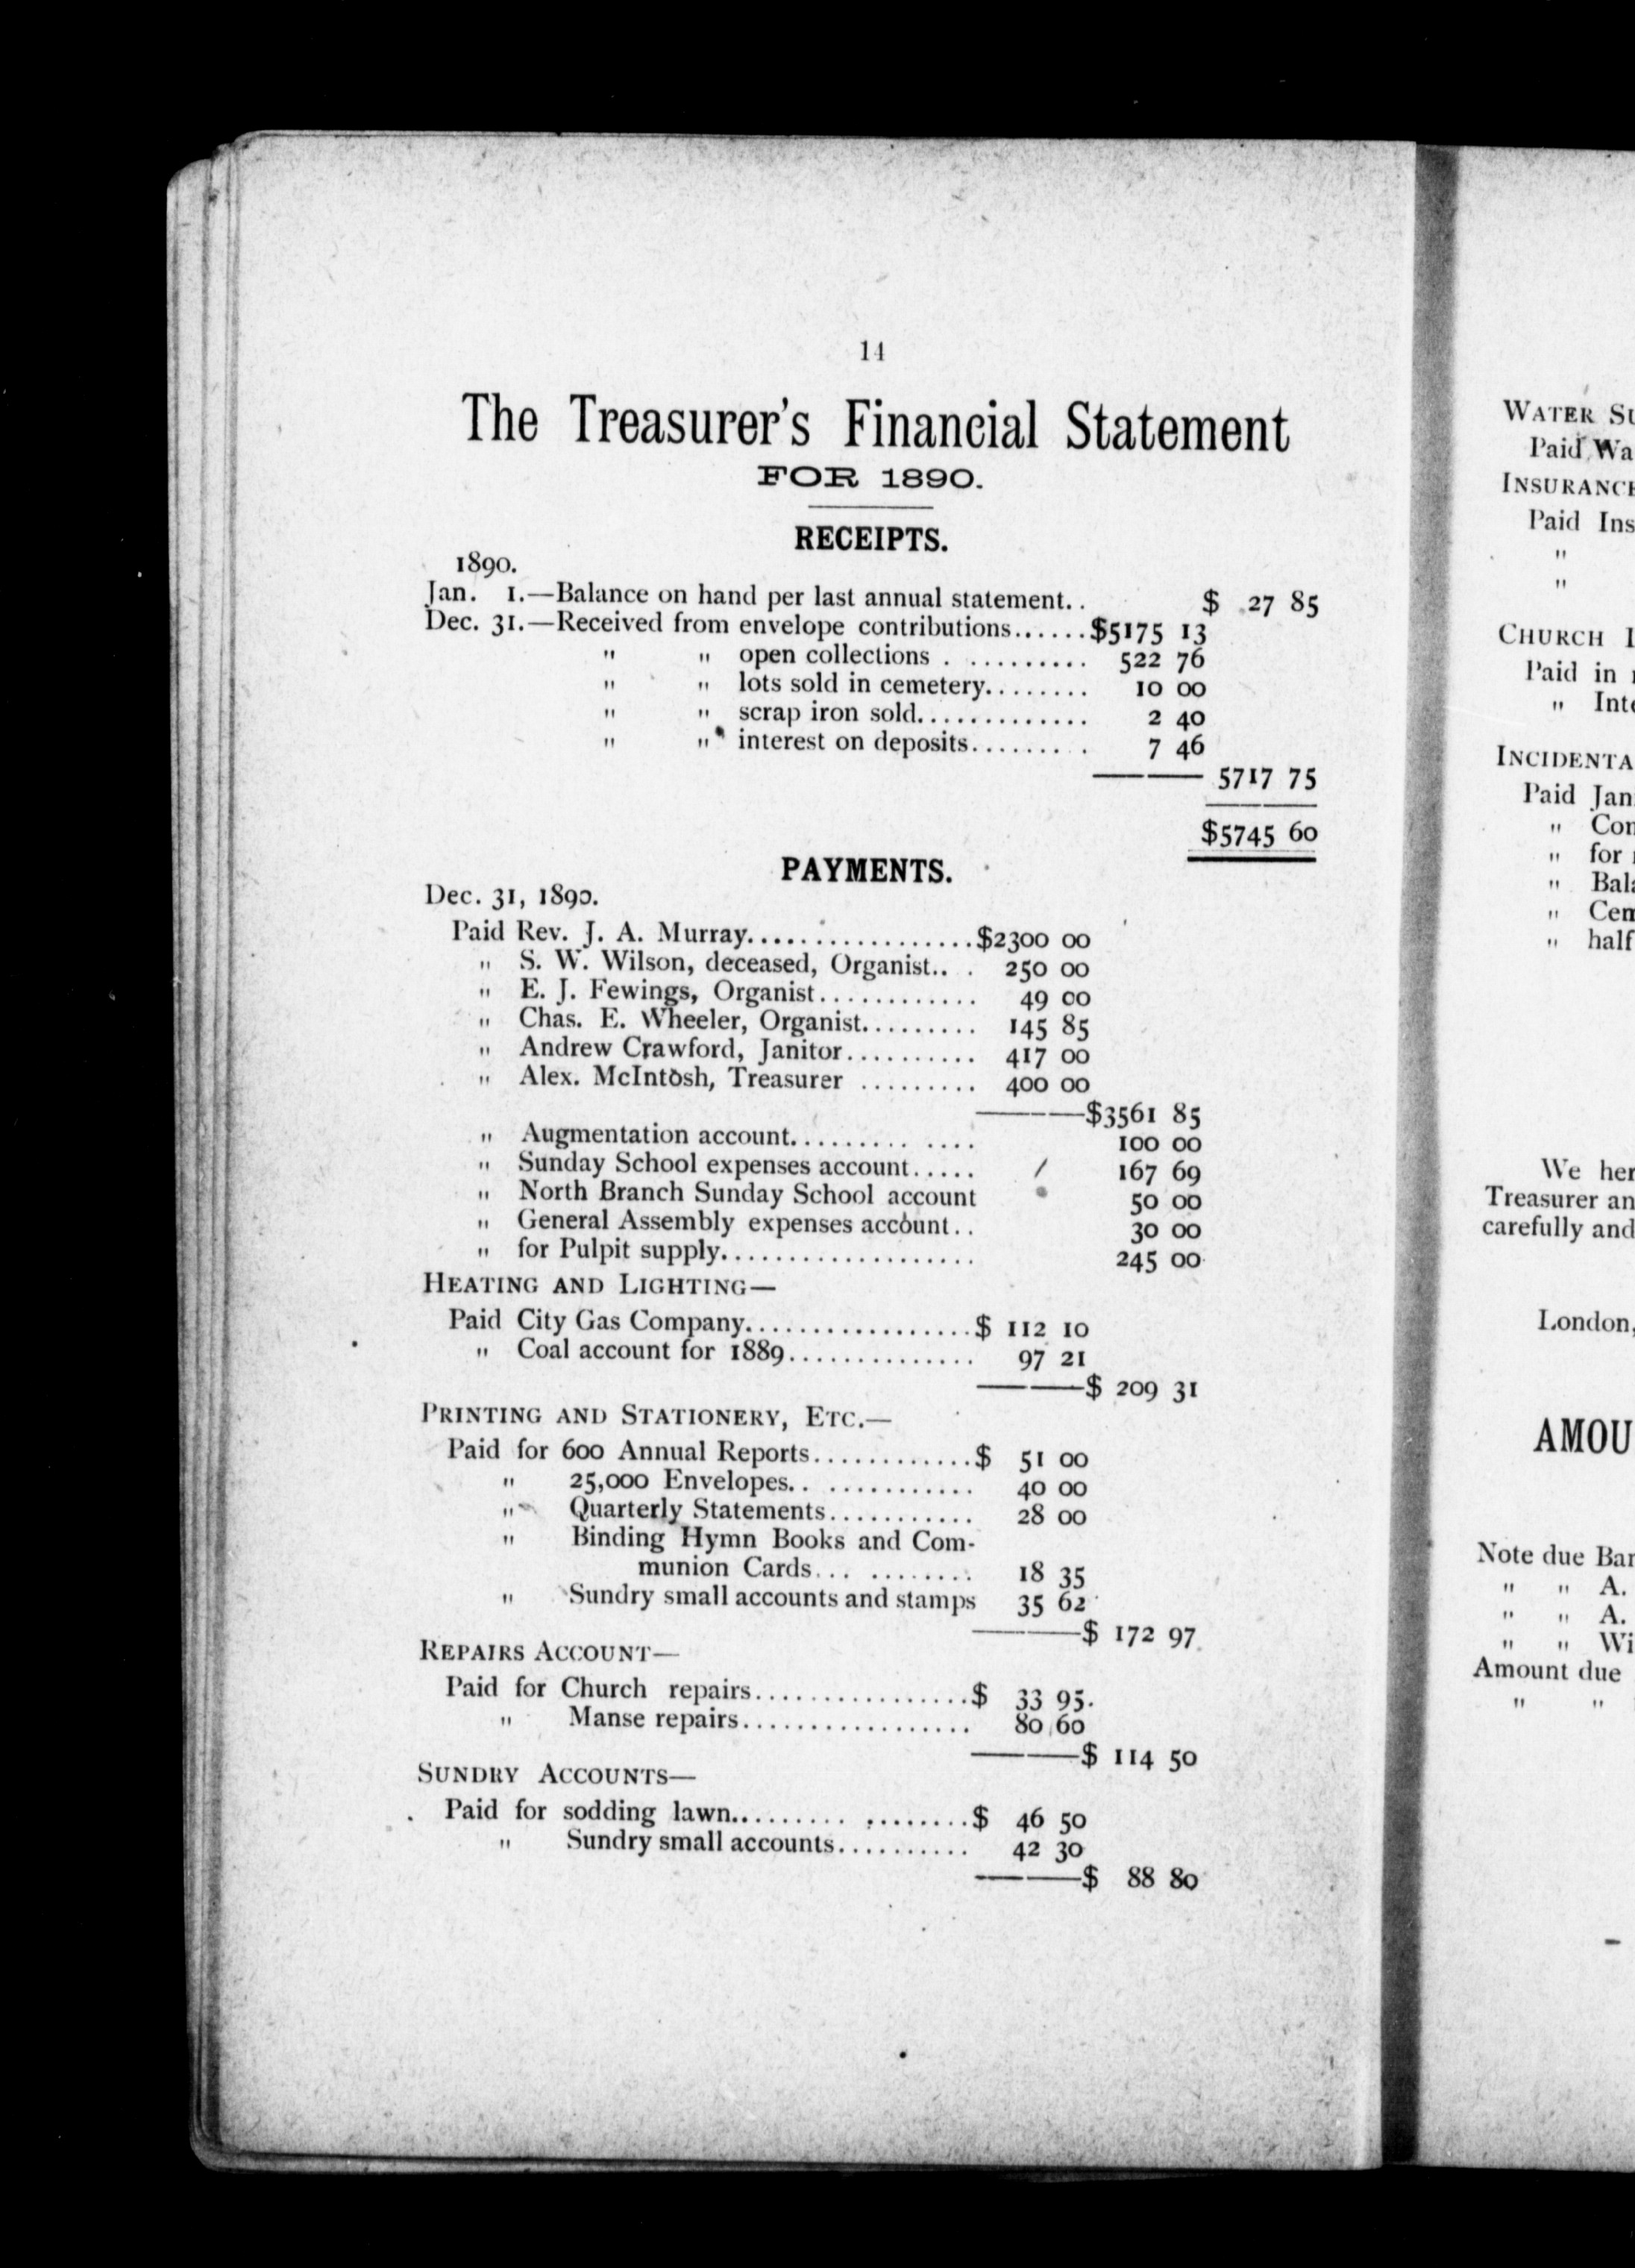 14
The Treasurer's Financial Statement
FOR 1890.
RECEIPTS.
1890.
Jan. 1.—Balance on hand per last annual statement.. $ 27 85
Dec. 31.—Received from envelope contributions......$5175 13
" " open collections . ......... 522 76
" " lots sold in cemetery........ 10 00
" " scrap iron sold............. 2 40
" " interest on deposits......... 7 46
——— 5717 75
$5745 60
PAYMENTS.
Dec. 31, 1890.
Paid Rev. J. A. Murray..................$2300 00
" S. W. Wilson, deceased, Organist.. . 250 00
" E. J. Fewings, Organist............ 49 00
" Chas. E. Wheeler, Organist......... 145 85
" Andrew Crawford, Janitor.......... 417 00
" Alex. McIntosh, Treasurer ......... 400 00
———$3561 85
" Augmentation account......... .... 100 00
" Sunday School expenses account..... 167 69
" North Branch Sunday School account 50 00
" General Assembly expenses account.. 30 00
" for Pulpit supply................... 245 00
HEATING AND LIGHTING—
Paid City Gas Company.................$ 112 10
" Coal account for 1889.............. 97 21
———$ 209 31
PRINTING AND STATIONERY, ETC.—
Paid for 600 Annual Reports............$ 51 00
" 25,000 Envelopes.. ........... 40 00
" Quarterly Statements........... 28 00
" Binding Hymn Books and Com-
munion Cards... ......... 18 35
" Sundry small accounts and stamps 35 62
———$ 172 97
REPAIRS ACCOUNT—
Paid for Church repairs................$ 33 95
" Manse repairs.................. 80 60
———$ 114 50
SUNDRY ACCOUNTS—
Paid for sodding lawn.......... ........$ 46 50
" Sundry small accounts.......... 42 30
———$ 88 80
WATER
Paid
Paid
"
"
CHURCH
Paid in
"
Paid
"
" for
"
"
" half
We
Treasurer
carefully and
London,
Note due
" " A.
" " A.
" "
Amount due
" "